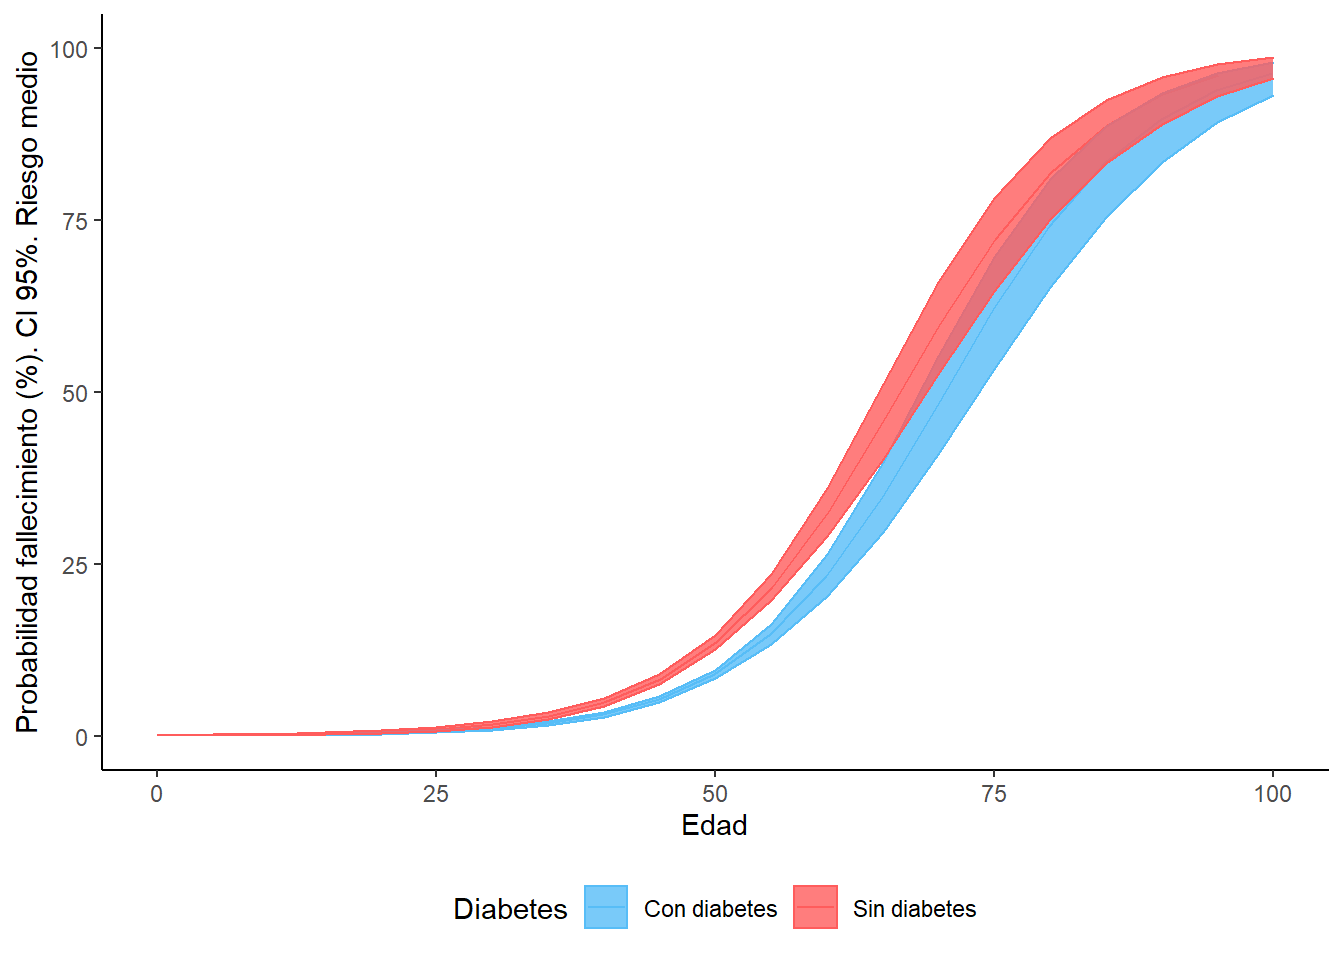 Probabilidad fallecimiento (%). CI 95%. Riesgo medio
100
75
50
25
0
0 25 50 75 100
Edad
Diabetes Con diabetes Sin diabetes